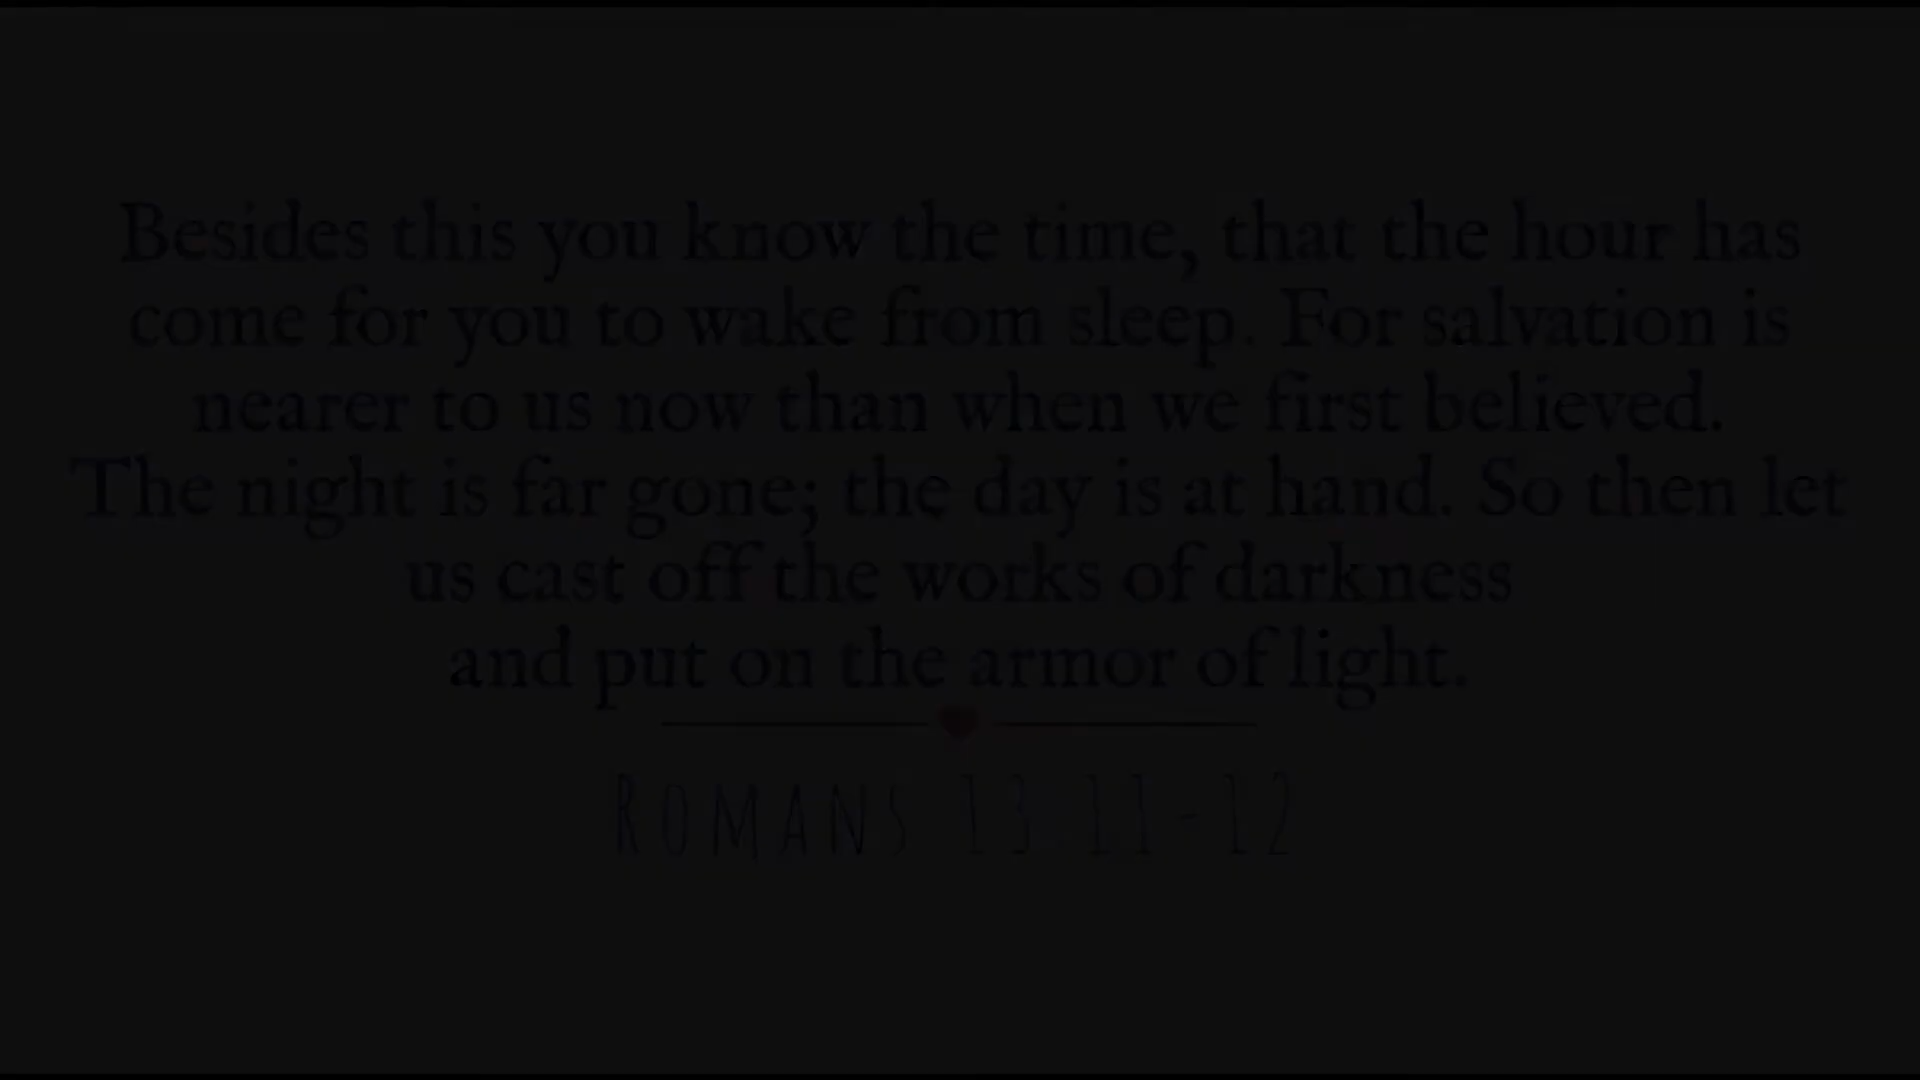 Besides this you know the time, that the hour has
come for you to wake from sleep. For salvation is
nearer to us now than when we first believed.
The night is far gone; the day is at hand. So then let
us cast off the works of darkness
and put on the armor of light.
Romans 13:11-12